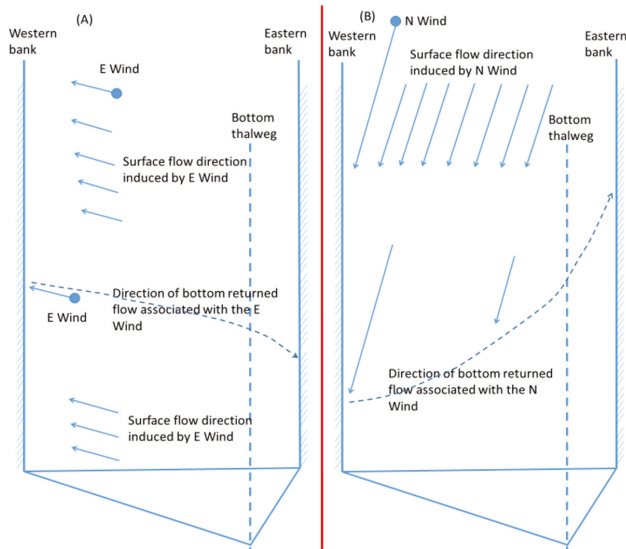 (A)
Western
bank
Eastern
bank
E Wind
Bottom
thalweg
Surface flow direction
induced by E Wind
Direction of bottom returned
flow associated with the E
Wind
E Wind
Surface flow direction
induced by E Wind
(B)
N Wind
Western
bank
Eastern
bank
Surface flow direction
induced by N Wind
Bottom
thalweg
Direction of bottom returned
flow associated with the N
Wind